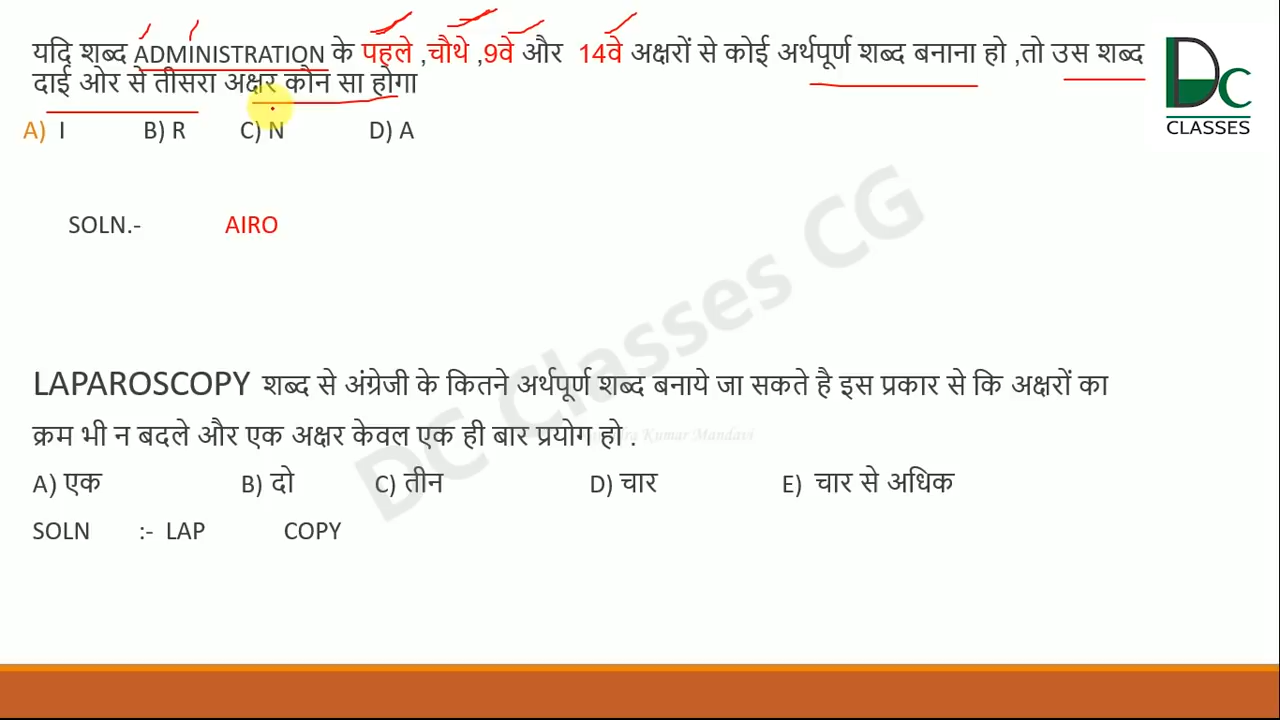 यदि शब्द ADMINISTRATION के पहले ,चौथे ,9वे और 14वे अक्षरों से कोई अर्थपूर्ण शब्द बनाना हो ,तो उस शब्द
दाई ओर से तीसरा अक्षर कौन सा होगा
A) I B) R C) N D) A
DC CLASSES
SOLN.- AIRO
DC Classes CG
LAPAROSCOPY शब्द से अंग्रेजी के कितने अर्थपूर्ण शब्द बनाये जा सकते है इस प्रकार से कि अक्षरों का
क्रम भी न बदले और एक अक्षर केवल एक ही बार प्रयोग हो .
Kumar Mandavi
A) एक B) दो C) तीन D) चार E) चार से अधिक
SOLN :- LAP COPY